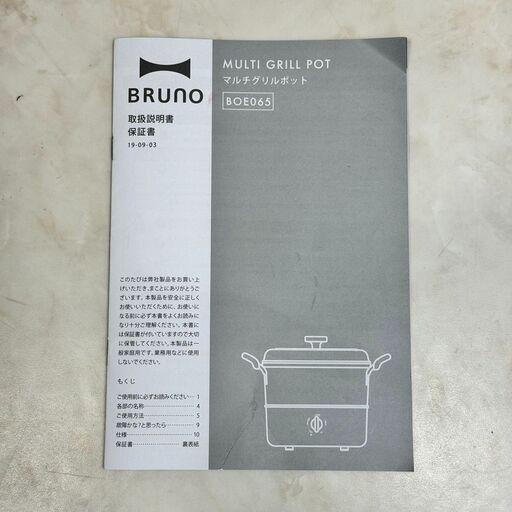 BRUNO
取扱説明書
保証書
19-09-03
このたびは弊社製品をお買い上
げいただき、まことにありがとうご
ざいます。本製品を安全に正しく
お使いいただくために、お使いに
なる前に必ず本書をよくお読みに
なり十分ご理解ください。本書に
は保証書が付いていますので大切
に保管してください。本製品は一
般家庭用です。業務用などに使用
しないでください。
もくじ
ご使用前に必ずお読みください… 1
各部の名称 ………… 4
ご使用方法 ………… 5
故障かな？と思ったら ……… 9
仕様 ………… 10
保証書 ………… 裏表紙
MULTI GRILL POT
マルチグリルポット
BOE065